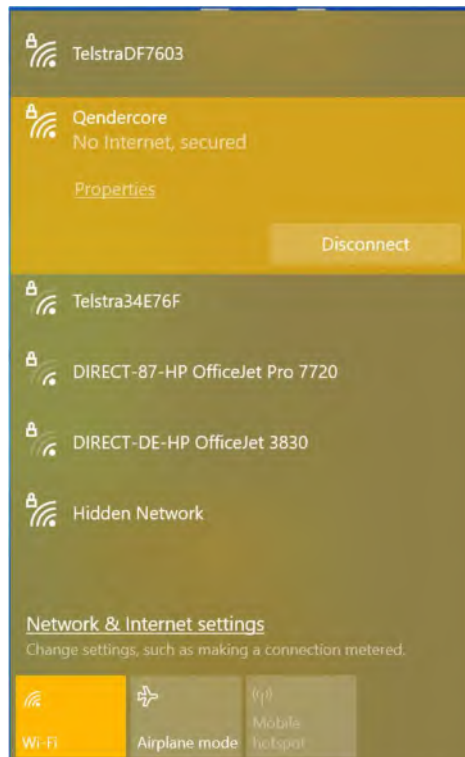 TelstraDF7603
Qendercore
No Internet, secured
Properties
Disconnect
Telstra34E76F
DIRECT-87-HP OfficeJet Pro 7720
DIRECT-DE-HP OfficeJet 3830
Hidden Network
Network & Internet settings
Change settings, such as making a connection metered.
Wi-Fi
Airplane mode
Mobile
hotspot